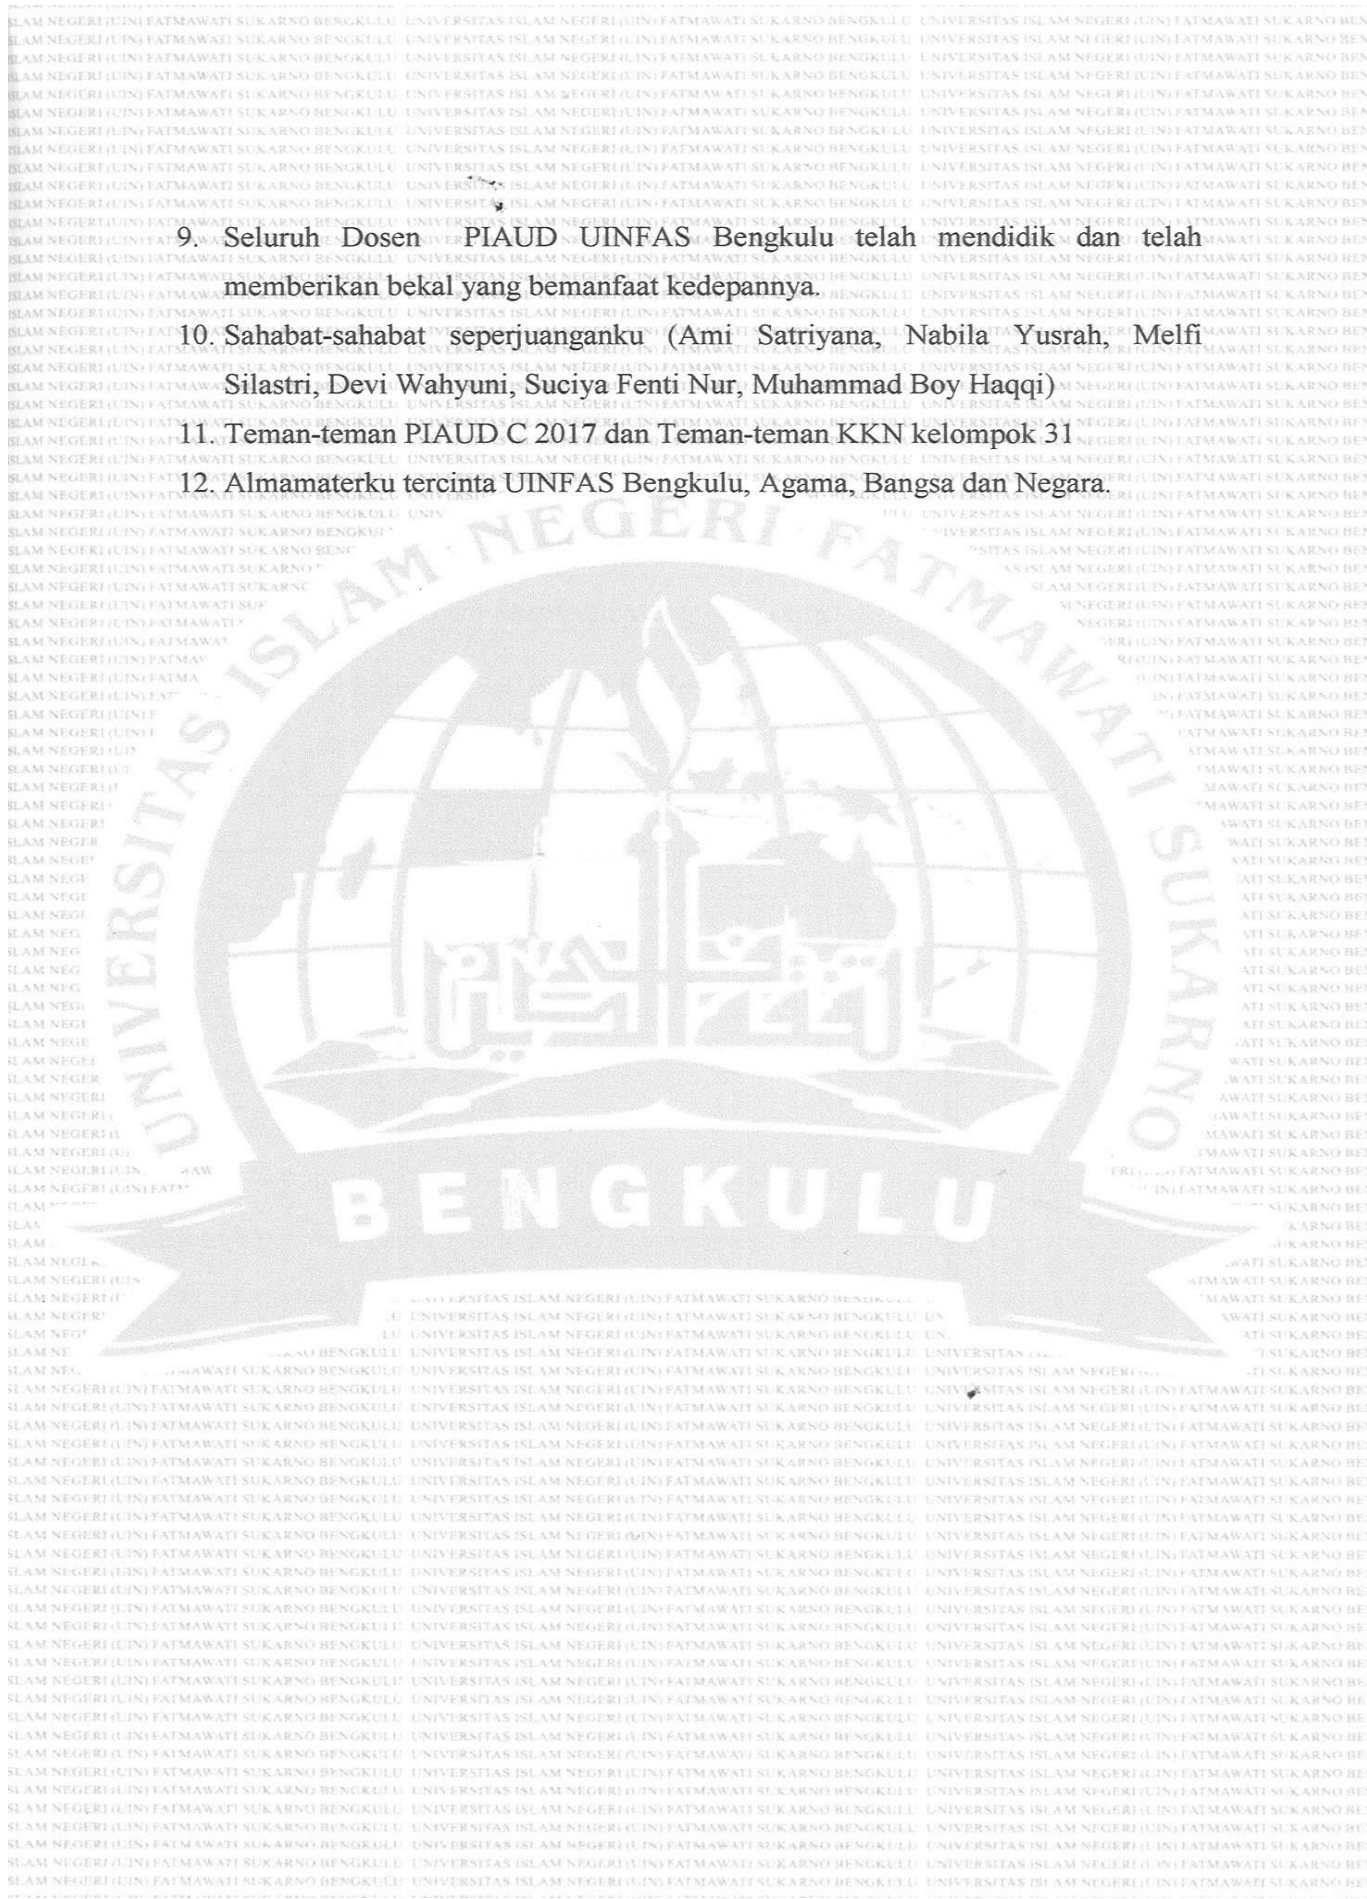 9. Seluruh Dosen PIAUD UINFAS Bengkulu telah mendidik dan telah
memberikan bekal yang bemanfaat kedepannya.
10. Sahabat-sahabat seperjuanganku (Ami Satriyana, Nabila Yusrah, Melfi
Silastri, Devi Wahyuni, Suciya Fenti Nur, Muhammad Boy Haqqi)
11. Teman-teman PIAUD C 2017 dan Teman-teman KKN kelompok 31
12. Almamaterku tercinta UINFAS Bengkulu, Agama, Bangsa dan Negara.
UNIVERSITAS ISLAM NEGERI FATMAWATI SUKARNO
BENGKULU